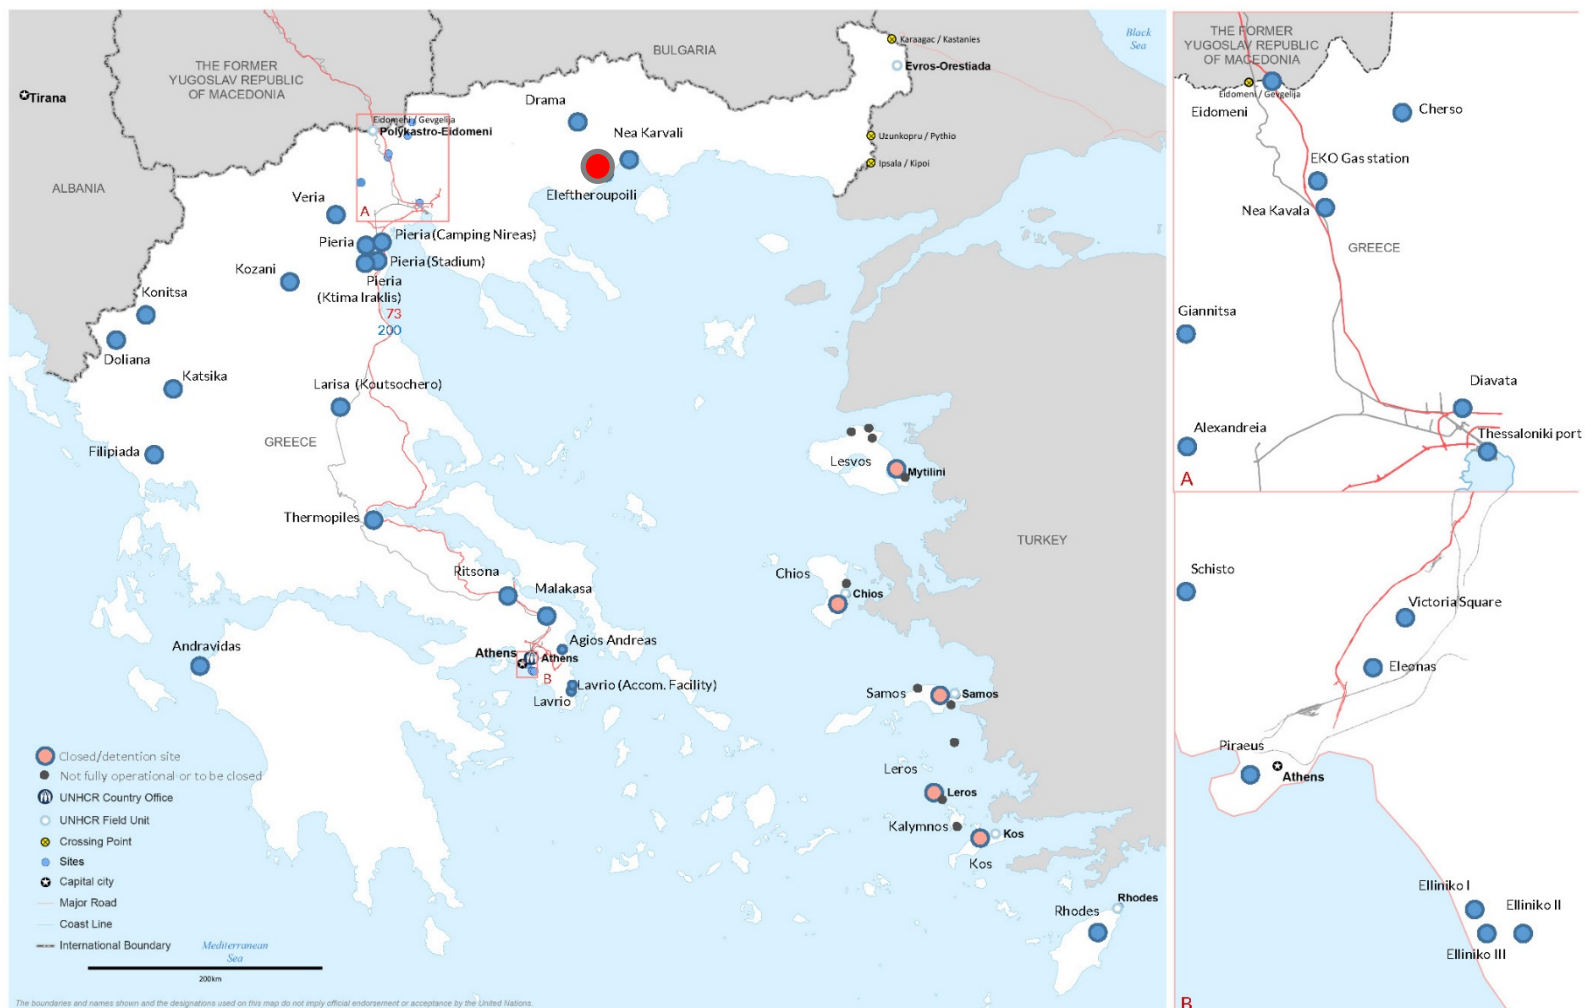 Black
Sea
Karaagac / Kastanies
BULGARIA
THE FORMER
YUGOSLAV REPUBLIC
OF MACEDONIA
Evros-Orestiada
Tirana
Drama
Eidomeni / Gevgelija
Polykastro-Eidomeni
Nea Karvali
Uzunkopru / Pythio
Ipsala / Kipoi
ALBANIA
Eleftheroupoili
Veria
A
Pieria
Pieria (Camping Nireas)
Pieria (Stadium)
Kozani
Pieria
(Ktima Iraklis)
73
200
Konitsa
Doliana
Katsika
Larisa (Koutsochero)
GREECE
Filipiada
Lesvos
Mytilini
Thermopiles
TURKEY
Ritsona
Malakasa
Chios
Chios
Andravidas
Agios Andreas
Athens
Athens
B
Lavrio (Accom. Facility)
Lavrio
Samos
Samos
Leros
Leros
Kalymnos
Kos
Kos
Rhodes
Rhodes
Closed/detention site
Not fully operational or to be closed
UNHCR Country Office
UNHCR Field Unit
Crossing Point
Sites
Capital city
Major Road
Coast Line
International Boundary
Mediterranean
Sea
200km
The boundaries and names shown and the designations used on this map do not imply official endorsement or acceptance by the United Nations.
THE FORMER
YUGOSLAV REPUBLIC
OF MACEDONIA
Eidomeni / Gevgelija
Eidomeni
Cherso
EKO Gas station
Nea Kavala
GREECE
Giannitsa
Diavata
Alexandreia
Thessaloniki port
A
Schisto
Victoria Square
Eleonas
Piraeus
Athens
Elliniko I
Elliniko II
Elliniko III
B